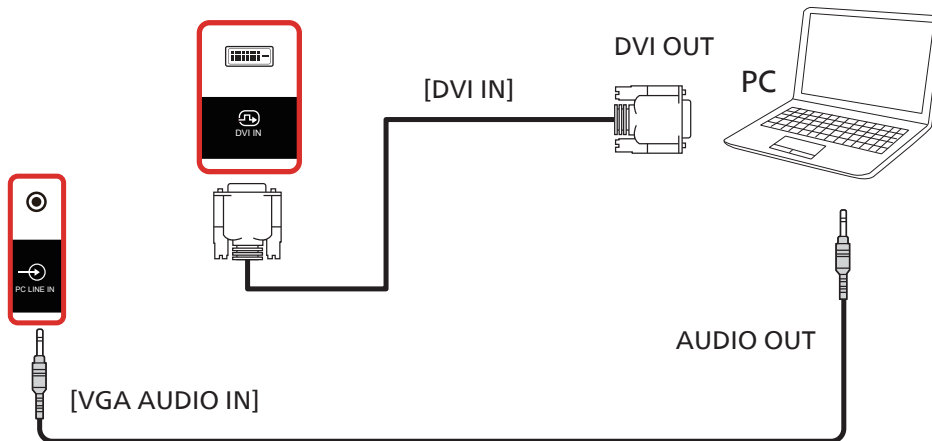 DVI OUT
PC
[DVI IN]
DVI IN
PC LINE IN
AUDIO OUT
[VGA AUDIO IN]